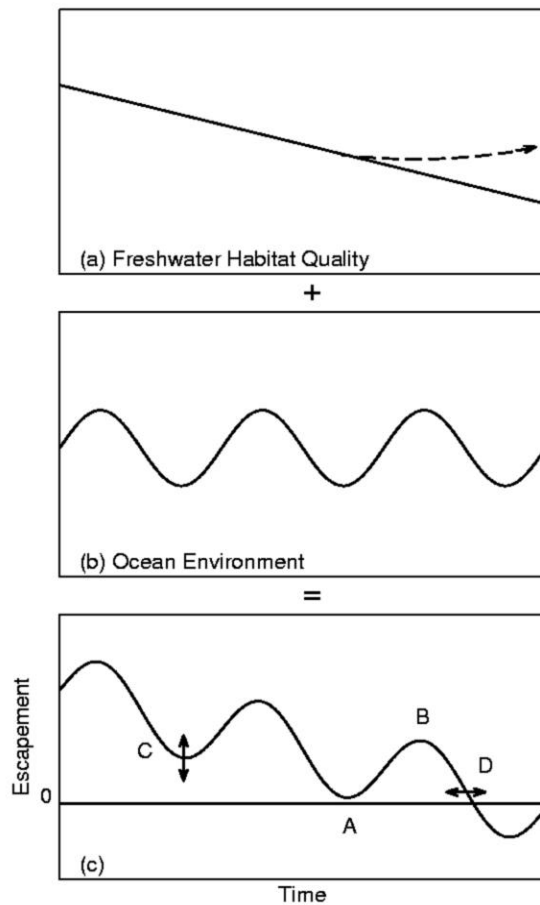 (a) Freshwater Habitat Quality
+
(b) Ocean Environment
=
Escapement
0
A
B
C
D
(c)
Time